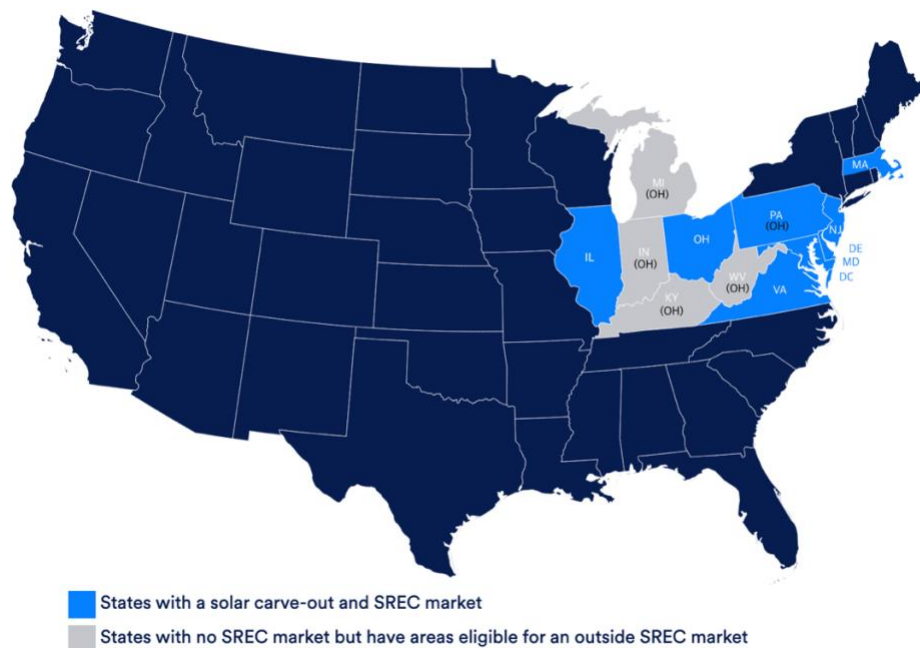 MA
MI
(OH)
PA
(OH)
NJ
IL
OH
IN
(OH)
DE
MD
DC
WV
(OH)
VA
KY
(OH)
States with a solar carve-out and SREC market
States with no SREC market but have areas eligible for an outside SREC market